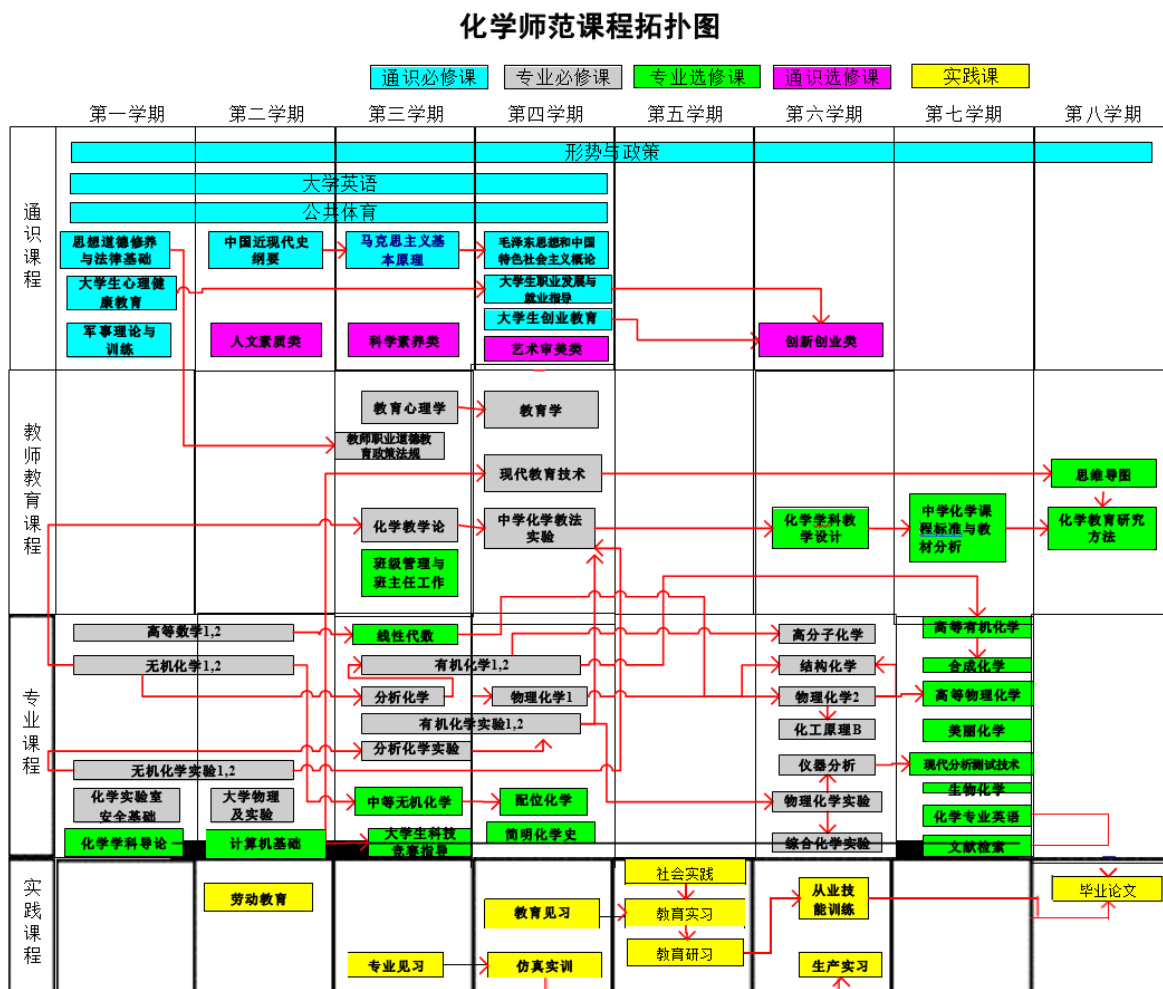 化学师范课程拓扑图
通识必修课 专业必修课 专业选修课 通识选修课 实践课
第一学期 第二学期 第三学期 第四学期 第五学期 第六学期 第七学期 第八学期
通识课程
形势与政策
大学英语
公共体育
思想道德修养
与法律基础
中国近现代史
纲要
马克思主义基
本原理
毛泽东思想和中国
特色社会主义概论
大学生心理健
康教育
大学生职业发展与
就业指导
大学生创业教育
军事理论与
训练
人文素质类
科学素养类
艺术审美类
创新创业类
教师教育课程
教育心理学
教育学
教师职业道德教
育政策法规
现代教育技术
思维导图
化学教学论
中学化学教法
实验
化学学科教
学设计
中学化学课
程标准与教
材分析
化学教育研究
方法
班级管理与
班主任工作
专业课程
高等数学1,2
线性代数
高分子化学
高等有机化学
无机化学1,2
有机化学1,2
结构化学
合成化学
分析化学
物理化学1
物理化学2
高等物理化学
有机化学实验1,2
化工原理B
美丽化学
分析化学实验
无机化学实验1,2
仪器分析
现代分析测试技术
生物化学
化学实验室
安全基础
大学物理
及实验
中等无机化学
配位化学
物理化学实验
化学专业英语
化学学科导论
计算机基础
大学生科技
竞赛指导
简明化学史
综合化学实验
文献检索
实践课程
社会实践
劳动教育
教育见习
教育实习
从业技
能训练
毕业论文
教育研习
专业见习
仿真实训
生产实习